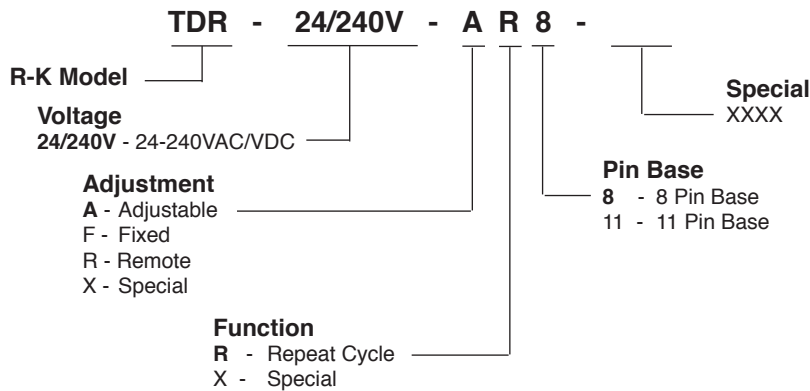 TDR - 24/240V - A R 8 -
R-K Model
Voltage
24/240V - 24-240VAC/VDC
Special
XXXX
Adjustment
A - Adjustable
F - Fixed
R - Remote
X - Special
Pin Base
8 - 8 Pin Base
11 - 11 Pin Base
Function
R - Repeat Cycle
X - Special